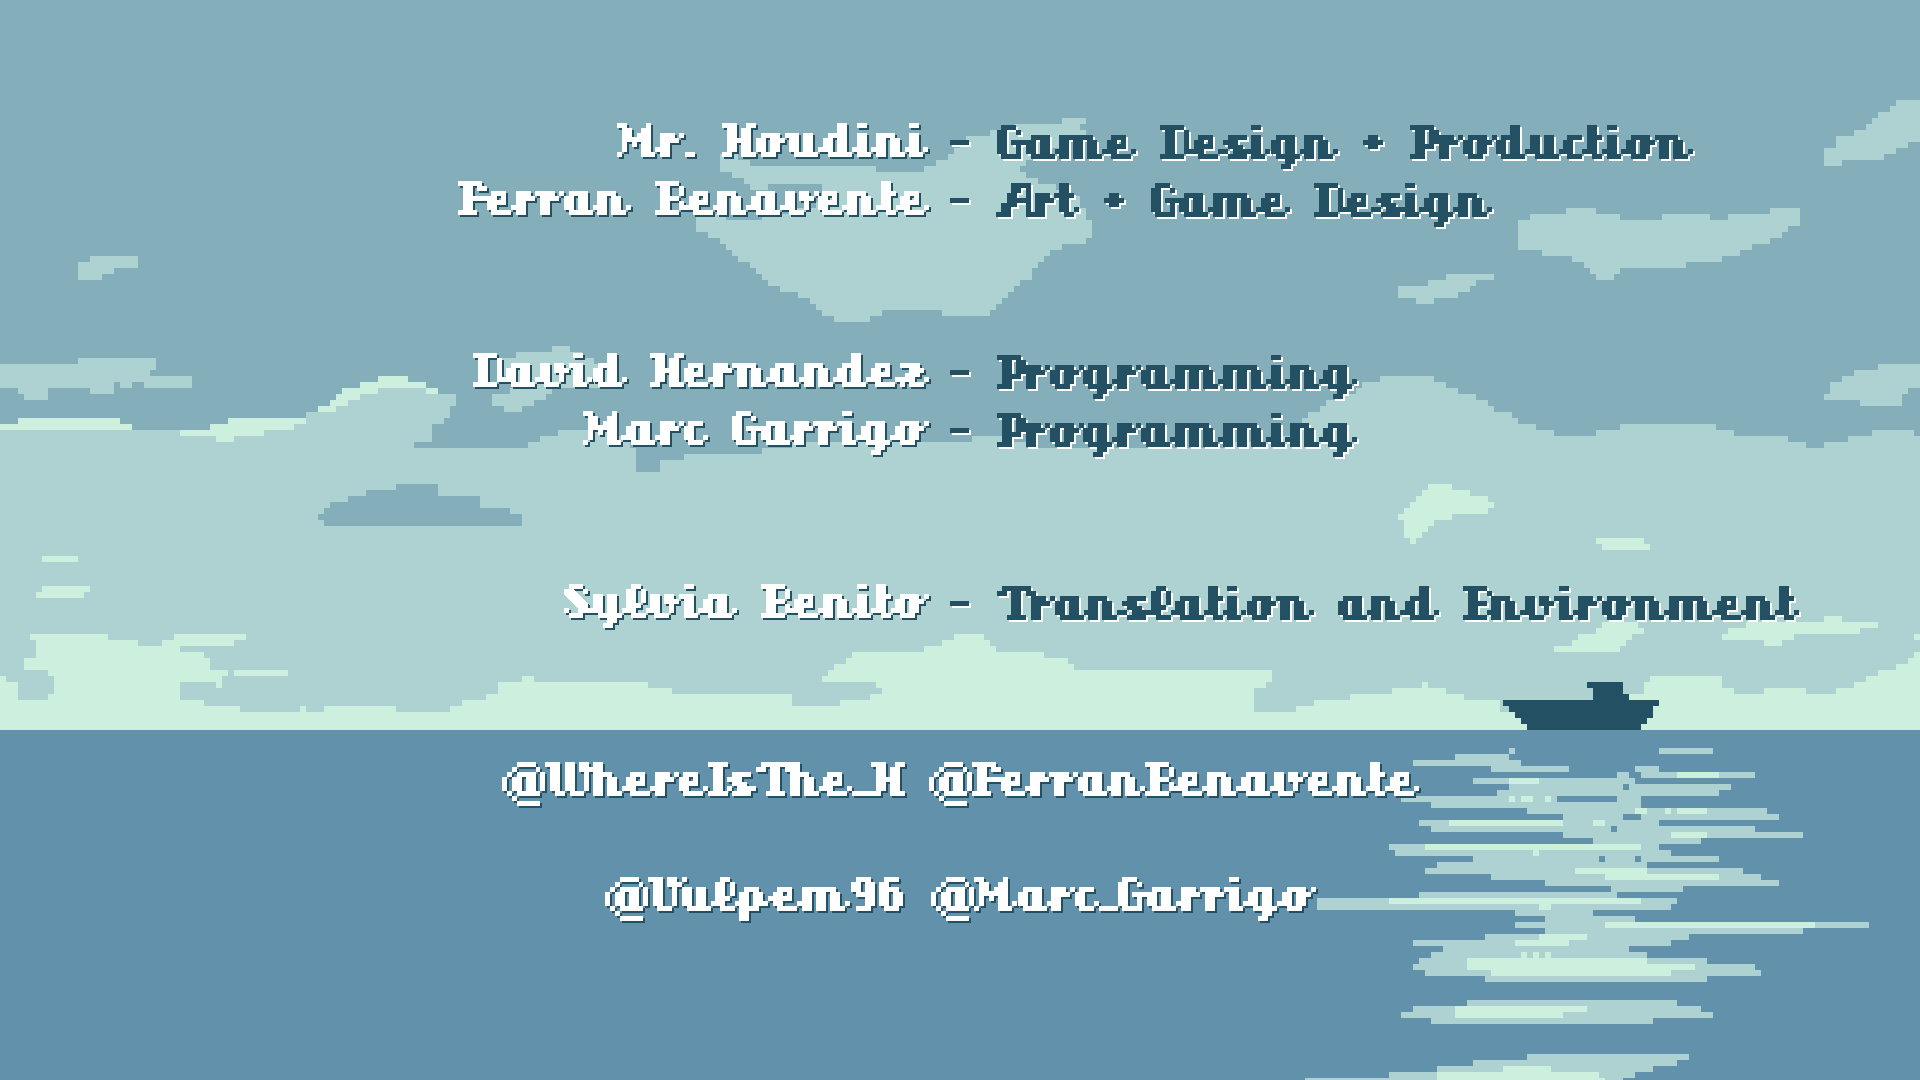 Mr. Houdini - Game Design + Production
Ferran Benavente - Art + Game Design
David Hernandez - Programming
Marc Garrigo - Programming
Sylvia Benito - Translation and Environment
@WhereIsThe_H @FerranBenavente
@Vulpem96 @Marc_Garrigo